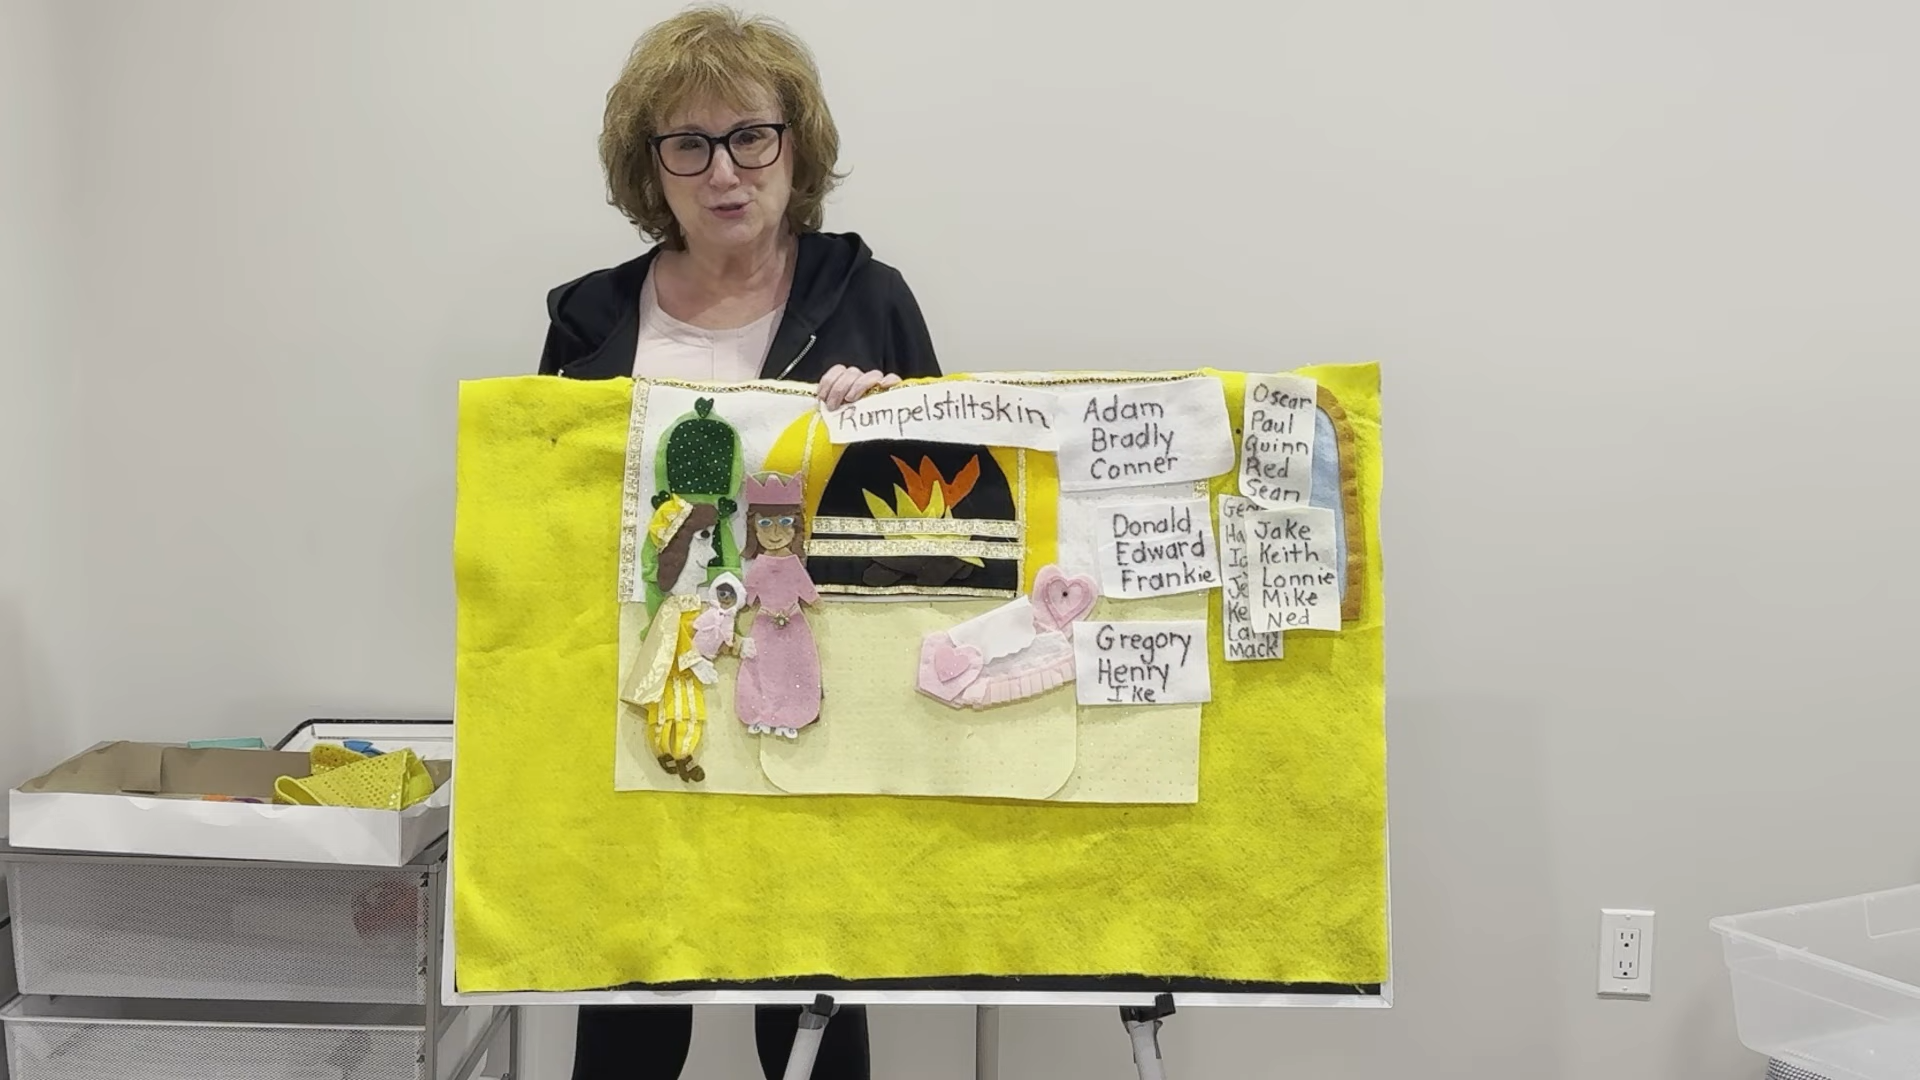 Rumpelstiltskin
Adam
Bradly
Conner
Oscar
Paul
Quinn
Red
Sean
Donald
Edward
Frankie
Jake
Keith
Lonnie
Mike
Ned
Mack
Gregory
Henry
Ike